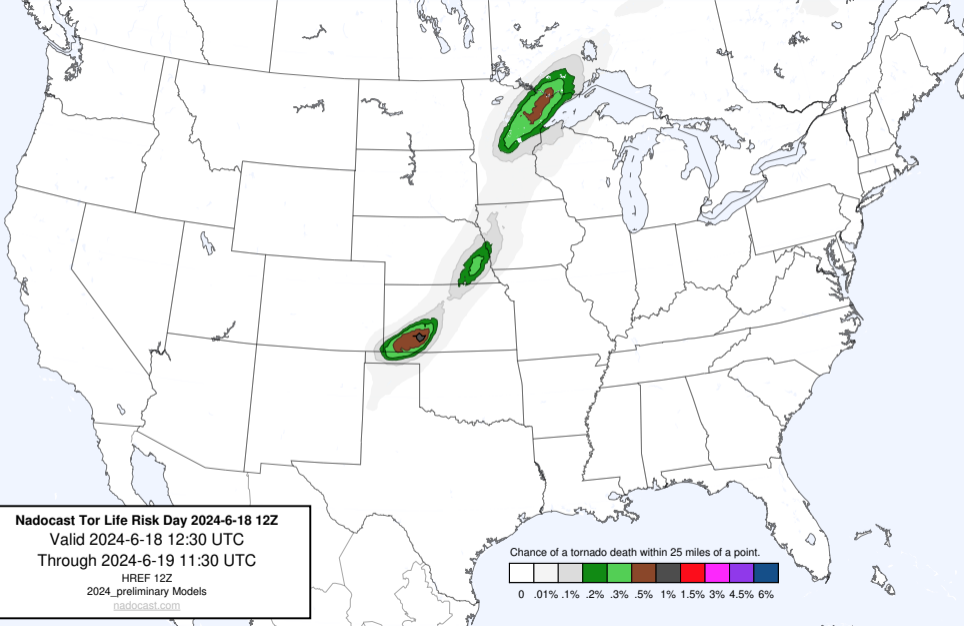 Nadocast Tor Life Risk Day 2024-6-18 12Z
Valid 2024-6-18 12:30 UTC
Through 2024-6-19 11:30 UTC
HREF 12Z
2024_preliminary Models
nadocast.com
Chance of a tornado death within 25 miles of a point.
0 .01% .1% .2% .3% .5% 1% 1.5% 3% 4.5% 6%